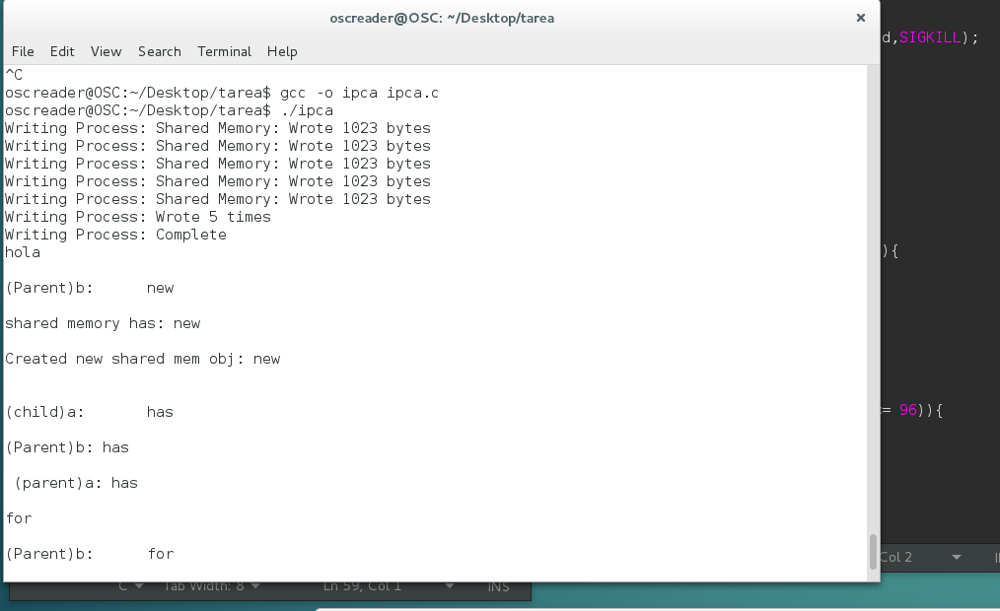 oscreader@OSC: ~/Desktop/tarea
File Edit View Search Terminal Help
d,SIGKILL);
^C
oscreader@OSC:~/Desktop/tarea$ gcc -o ipca ipca.c
oscreader@OSC:~/Desktop/tarea$ ./ipca
Writing Process: Shared Memory: Wrote 1023 bytes
Writing Process: Shared Memory: Wrote 1023 bytes
Writing Process: Shared Memory: Wrote 1023 bytes
Writing Process: Shared Memory: Wrote 1023 bytes
Writing Process: Shared Memory: Wrote 1023 bytes
Writing Process: Wrote 5 times
Writing Process: Complete
hola
){
(Parent)b: new
shared memory has: new
Created new shared mem obj: new
(child)a: has
= 96)){
(Parent)b: has
(parent)a: has
for
(Parent)b: for
Col 2
C Tab Width: 8 Ln 59, Col 1 INS